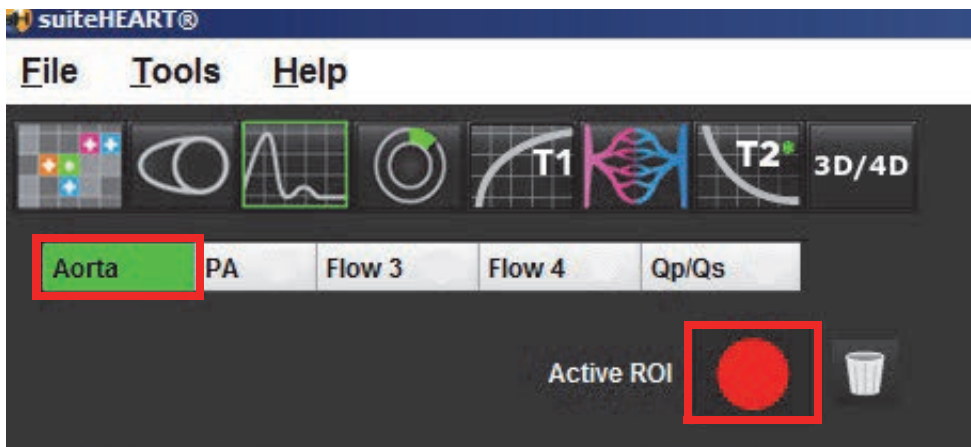 suiteHEART®
File Tools Help
T1 T2* 3D/4D
Aorta PA Flow 3 Flow 4 Qp/Qs
Active ROI